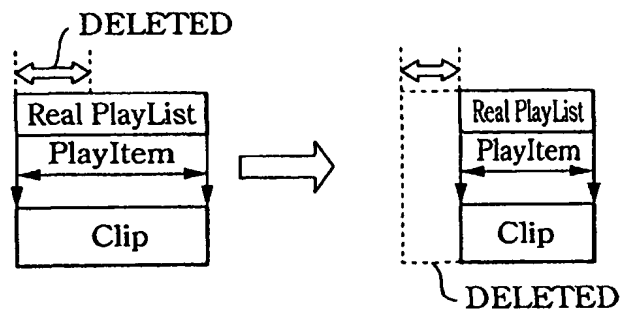 DELETED
Real PlayList
PlayItem
Clip
Real PlayList
PlayItem
Clip
DELETED